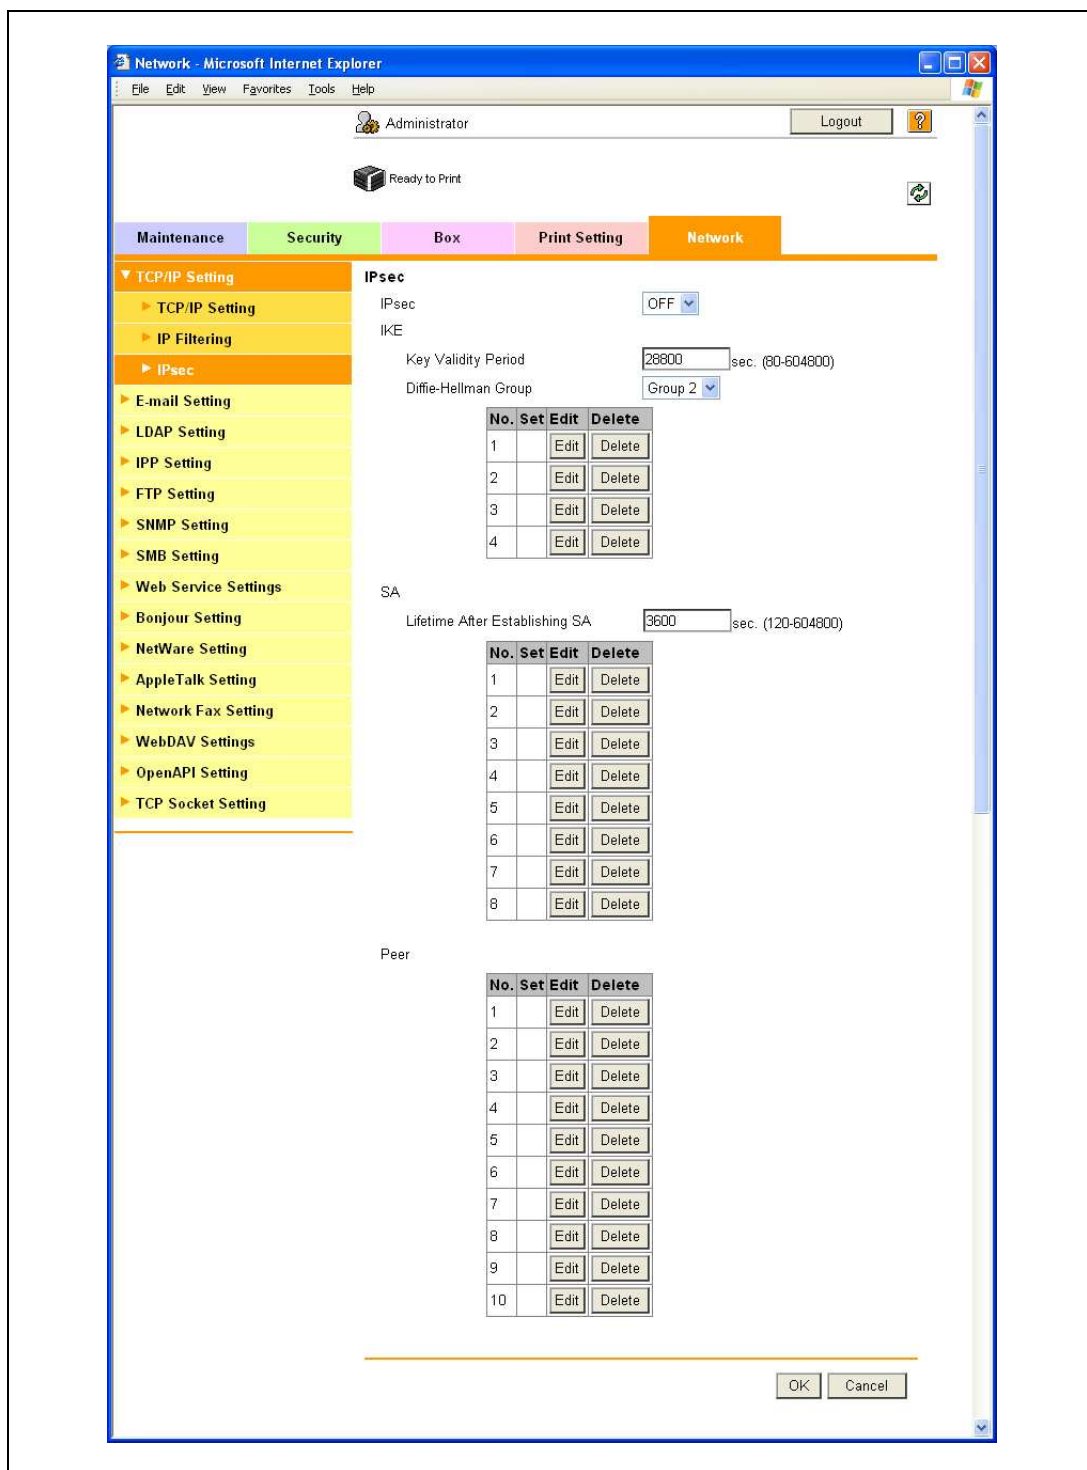 Network - Microsoft Internet Explorer
File Edit View Favorites Tools Help
Administrator
Logout
?
Ready to Print
Maintenance Security Box Print Setting Network
TCP/IP Setting
TCP/IP Setting
IP Filtering
IPsec
E-mail Setting
LDAP Setting
IPP Setting
FTP Setting
SNMP Setting
SMB Setting
Web Service Settings
Bonjour Setting
NetWare Setting
AppleTalk Setting
Network Fax Setting
WebDAV Settings
OpenAPI Setting
TCP Socket Setting
IPsec
IPsec OFF
IKE
Key Validity Period 28800 sec. (80-604800)
Diffie-Hellman Group Group 2
No. Set Edit Delete
1 Edit Delete
2 Edit Delete
3 Edit Delete
4 Edit Delete
SA
Lifetime After Establishing SA 3600 sec. (120-604800)
No. Set Edit Delete
1 Edit Delete
2 Edit Delete
3 Edit Delete
4 Edit Delete
5 Edit Delete
6 Edit Delete
7 Edit Delete
8 Edit Delete
Peer
No. Set Edit Delete
1 Edit Delete
2 Edit Delete
3 Edit Delete
4 Edit Delete
5 Edit Delete
6 Edit Delete
7 Edit Delete
8 Edit Delete
9 Edit Delete
10 Edit Delete
OK Cancel